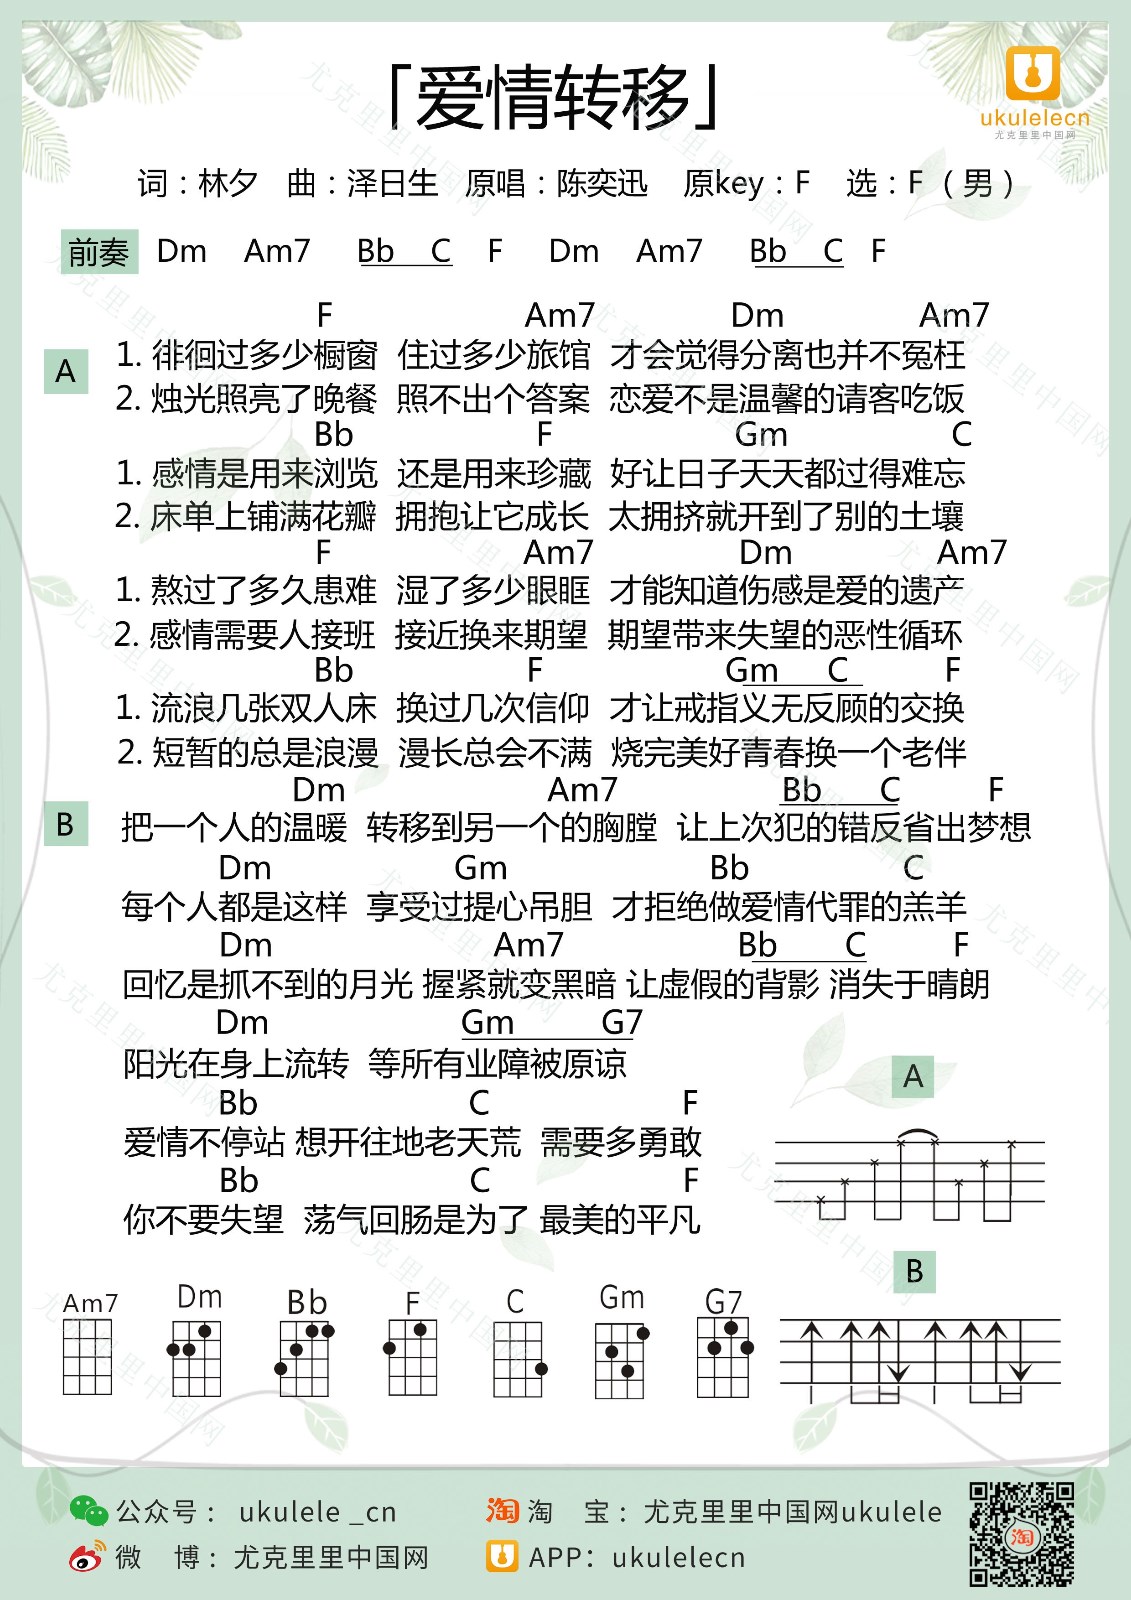 「爱情转移」
ukulelecn
尤克里里中国网
词：林夕 曲：泽日生 原唱：陈奕迅 原key：F 选：F（男）
前奏 Dm Am7 Bb C F Dm Am7 Bb C F
F Am7 Dm Am7
A
1. 徘徊过多少橱窗 住过多少旅馆 才会觉得分离也并不冤枉
2. 烛光照亮了晚餐 照不出个答案 恋爱不是温馨的请客吃饭
Bb F Gm C
1. 感情是用来浏览 还是用来珍藏 好让日子天天都过得难忘
2. 床单上铺满花瓣 拥抱让它成长 太拥挤就开到了别的土壤
F Am7 Dm Am7
1. 熬过了多久患难 湿了多少眼眶 才能知道伤感是爱的遗产
2. 感情需要人接班 接近换来期望 期望带来失望的恶性循环
Bb F Gm C F
1. 流浪几张双人床 换过几次信仰 才让戒指义无反顾的交换
2. 短暂的总是浪漫 漫长总会不满 烧完美好青春换一个老伴
Dm Am7 Bb C F
B 把一个人的温暖 转移到另一个的胸膛 让上次犯的错反省出梦想
Dm Gm Bb C
每个人都是这样 享受过提心吊胆 才拒绝做爱情代罪的羔羊
Dm Am7 Bb C F
回忆是抓不到的月光 握紧就变黑暗 让虚假的背影 消失于晴朗
Dm Gm G7
阳光在身上流转 等所有业障被原谅
Bb C F
爱情不停站 想开往地老天荒 需要多勇敢
Bb C F
你不要失望 荡气回肠是为了 最美的平凡
A
B
Am7 Dm Bb F C Gm G7
公众号： ukulele _cn
淘 淘 宝：尤克里里中国网ukulele
微 博：尤克里里中国网
APP：ukulelecn
淘